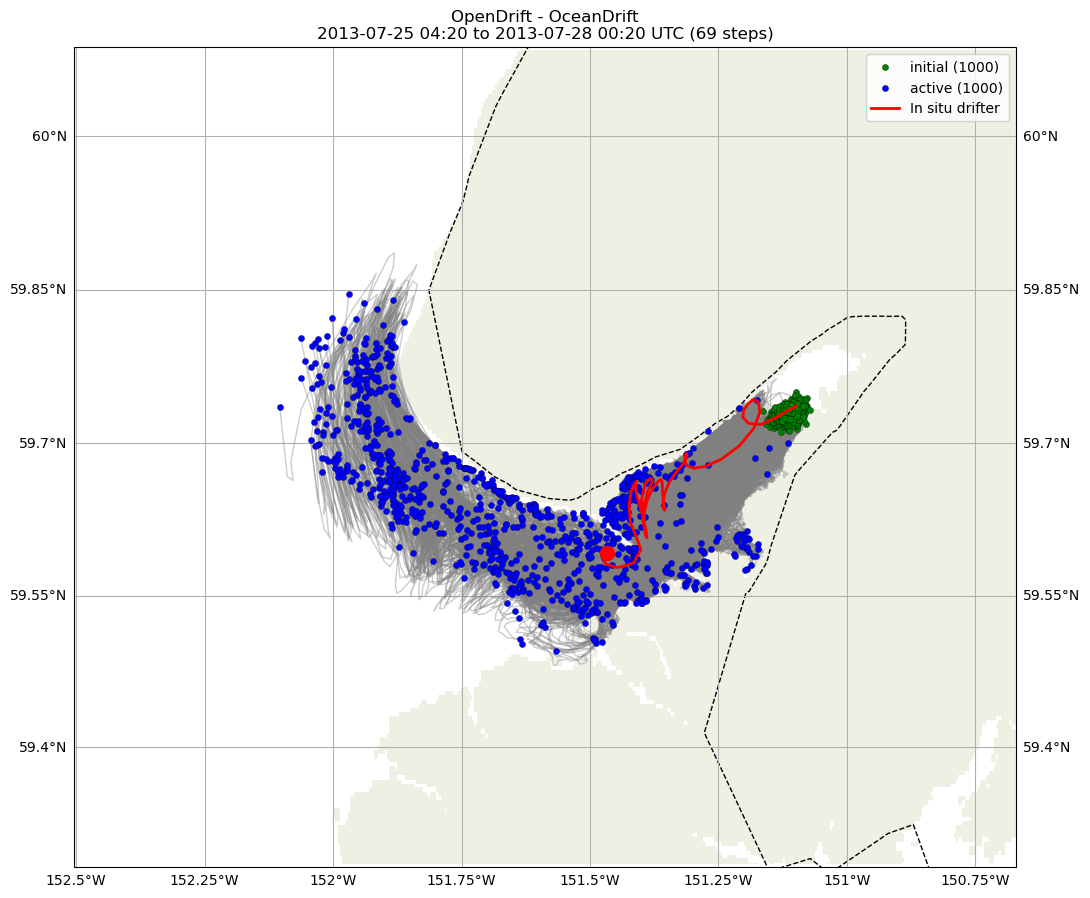 OpenDrift - OceanDrift
2013-07-25 04:20 to 2013-07-28 00:20 UTC (69 steps)
initial (1000)
active (1000)
In situ drifter
60°N
60°N
59.85°N
59.85°N
59.7°N
59.7°N
59.55°N
59.55°N
59.4°N
59.4°N
152.5°W
152.25°W
152°W
151.75°W
151.5°W
151.25°W
151°W
150.75°W